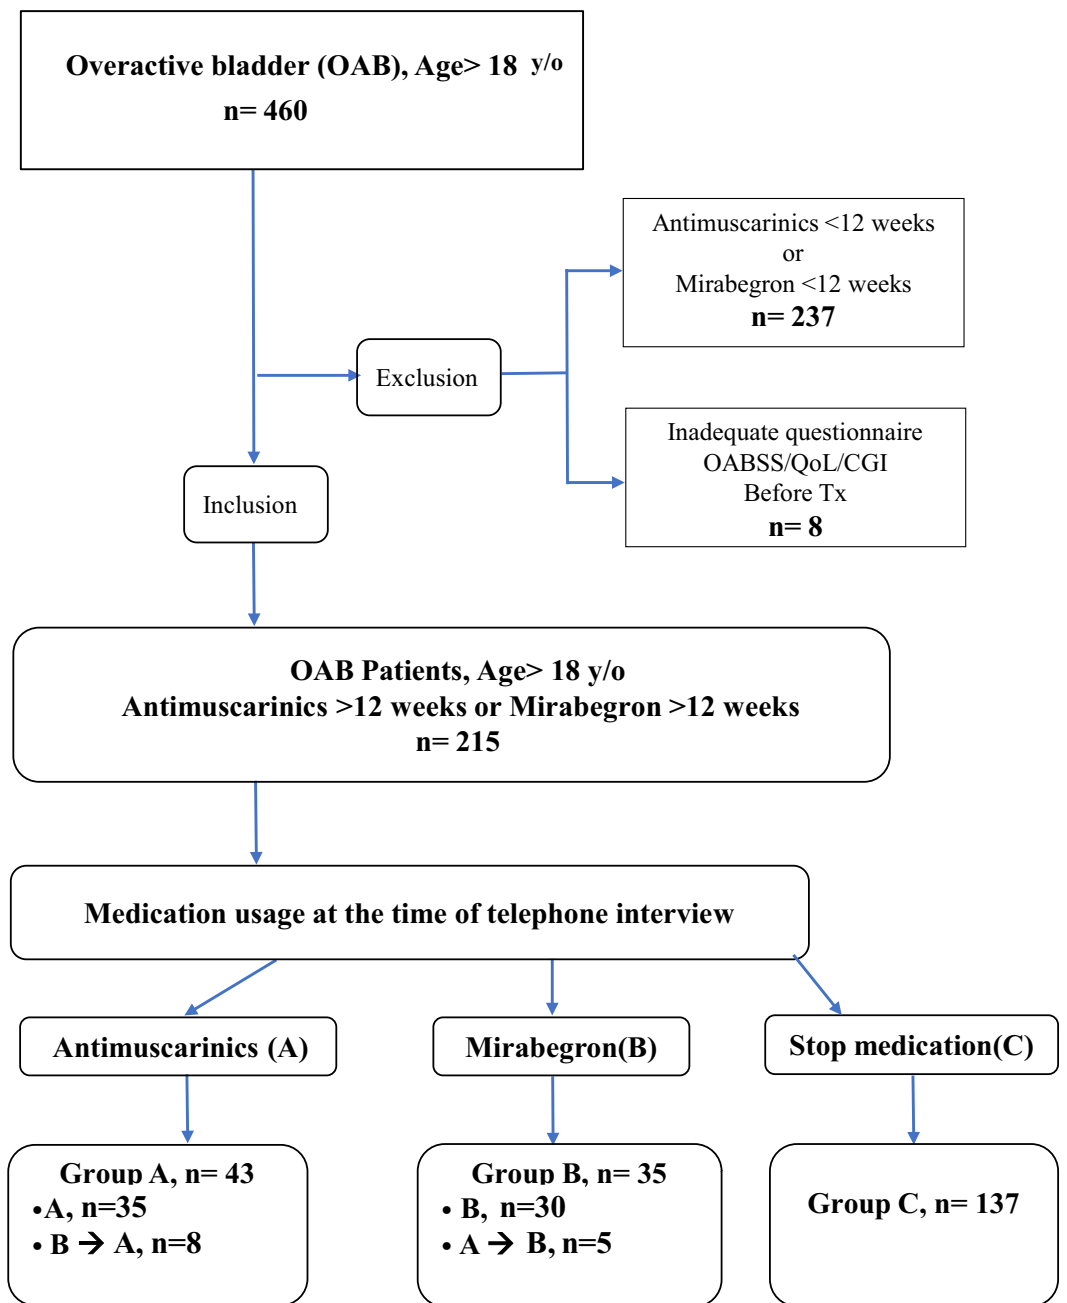 Overactive bladder (OAB), Age> 18 y/o
n= 460
Antimuscarinics <12 weeks
or
Mirabegron <12 weeks
n= 237
Exclusion
Inadequate questionnaire
OABSS/QoL/CGI
Before Tx
n= 8
Inclusion
OAB Patients, Age> 18 y/o
Antimuscarinics >12 weeks or Mirabegron >12 weeks
n= 215
Medication usage at the time of telephone interview
Antimuscarinics (A)
Mirabegron(B)
Stop medication(C)
Group A, n= 43
•A, n=35
• B → A, n=8
Group B, n= 35
• B, n=30
• A → B, n=5
Group C, n= 137